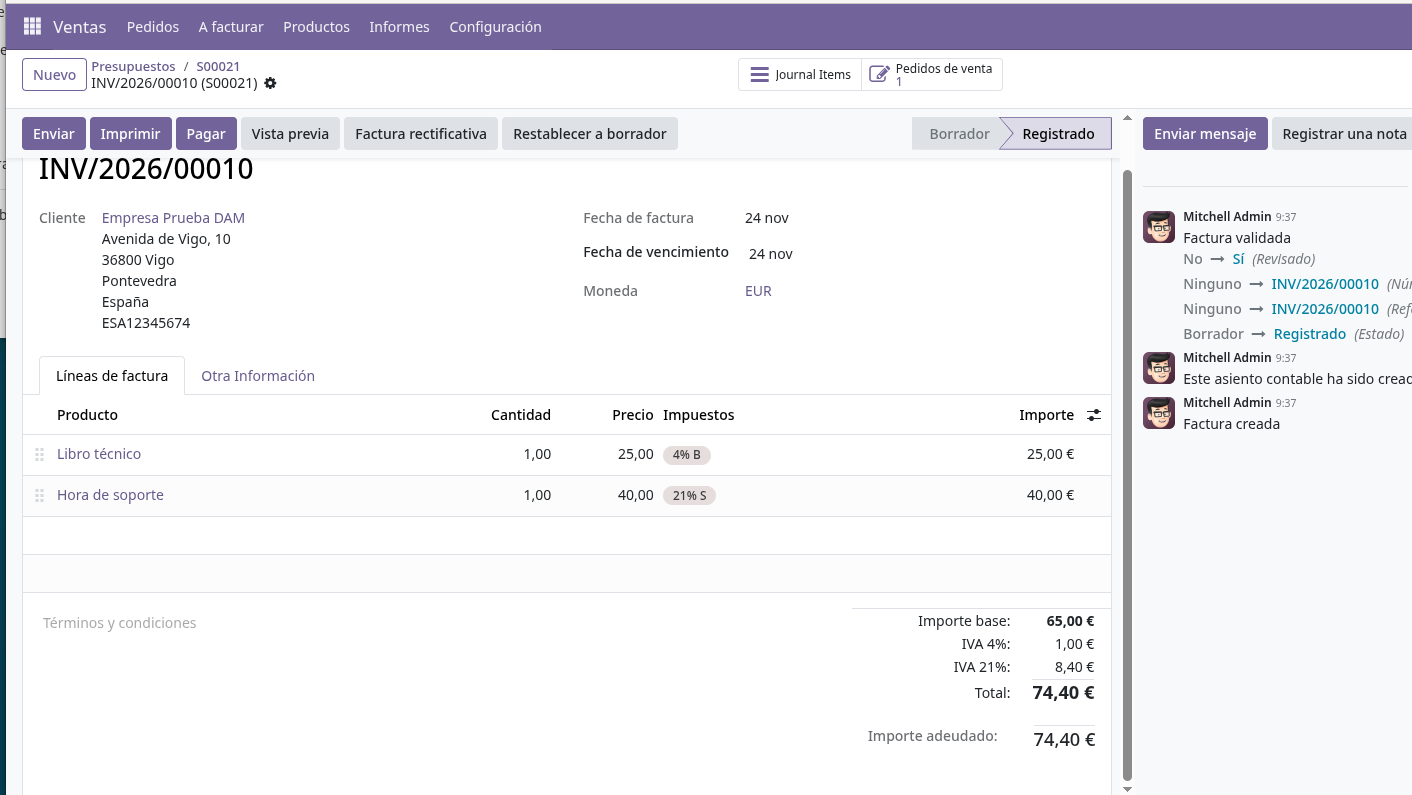 Ventas Pedidos A facturar Productos Informes Configuración
Nuevo
Presupuestos / S00021
INV/2026/00010 (S00021)
Journal Items
Pedidos de venta
1
Enviar Imprimir Pagar Vista previa Factura rectificativa Restablecer a borrador
Borrador Registrado
Enviar mensaje Registrar una nota
INV/2026/00010
Cliente Empresa Prueba DAM
Avenida de Vigo, 10
36800 Vigo
Pontevedra
España
ESA12345674
Fecha de factura 24 nov
Fecha de vencimiento 24 nov
Moneda EUR
Líneas de factura Otra Información
Producto Cantidad Precio Impuestos Importe
Libro técnico 1,00 25,00 4% B 25,00 €
Hora de soporte 1,00 40,00 21% S 40,00 €
Términos y condiciones
Importe base: 65,00 €
IVA 4%: 1,00 €
IVA 21%: 8,40 €
Total: 74,40 €
Importe adeudado: 74,40 €
Mitchell Admin 9:37
Factura validada
No → Sí (Revisado)
Ninguno → INV/2026/00010
Ninguno → INV/2026/00010
Borrador → Registrado (Estado)
Mitchell Admin 9:37
Este asiento contable ha sido
Mitchell Admin 9:37
Factura creada